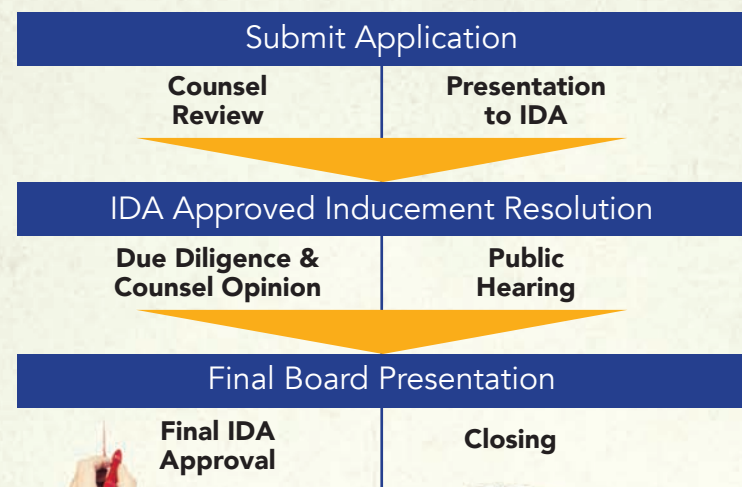 Submit Application
Counsel
Review
Presentation
to IDA
IDA Approved Inducement Resolution
Due Diligence &
Counsel Opinion
Public
Hearing
Final Board Presentation
Final IDA
Approval
Closing